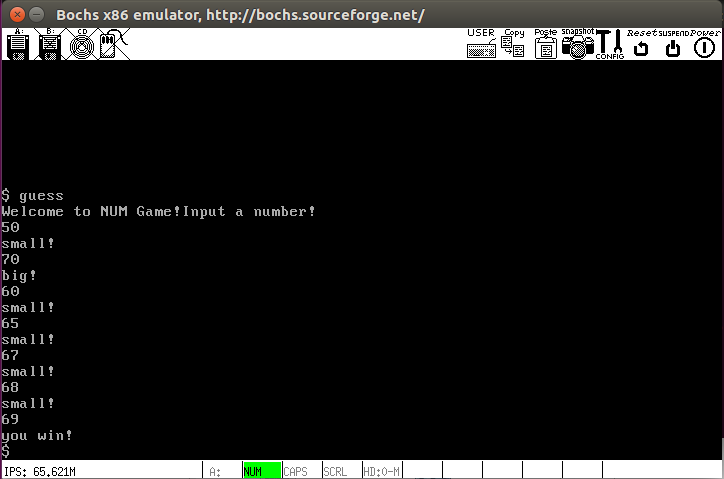 Bochs x86 emulator, http://bochs.sourceforge.net/
A: B: CD USER Copy Paste snapshot CONFIG Reset SUSPEND Power
$ guess
Welcome to NUM Game!Input a number!
50
small!
70
big!
60
small!
65
small!
67
small!
68
small!
69
you win!
$
IPS: 65,621M A: NUM CAPS SCRL HD:0-M